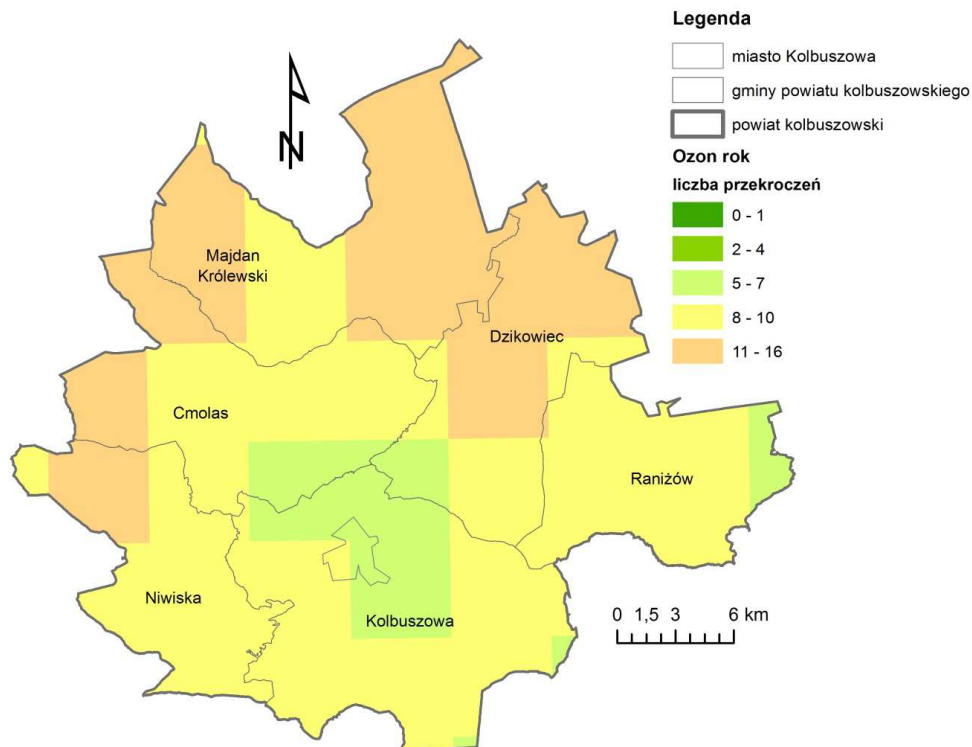 Legenda
miasto Kolbuszowa
gminy powiatu kolbuszowskiego
powiat kolbuszowski
Ozon rok
liczba przekroczeń
0 - 1
2 - 4
5 - 7
8 - 10
11 - 16
N
Majdan
Królewski
Dzikowiec
Cmolas
Raniżów
Niwiska
Kolbuszowa
0 1,5 3 6 km